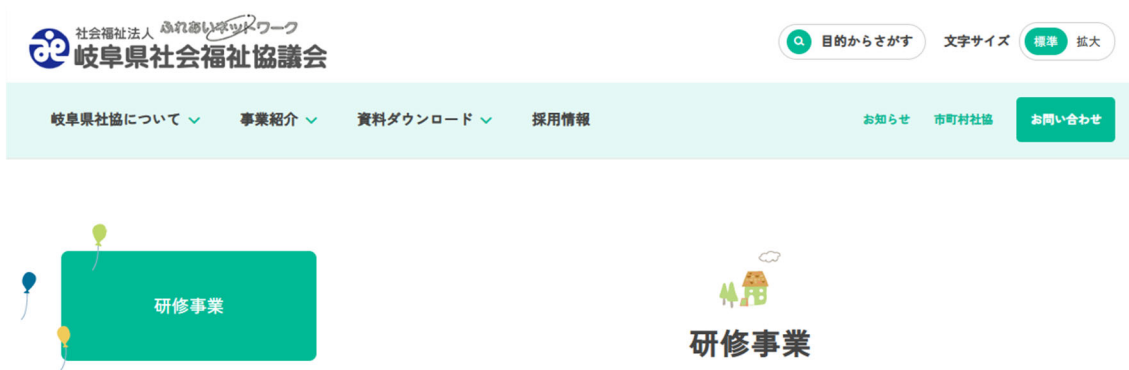 社会福祉法人 ふれあいネットワーク
岐阜県社会福祉協議会
目的からさがす 文字サイズ 標準 拡大
岐阜県社協について 事業紹介 資料ダウンロード 採用情報 お知らせ 市町村社協 お問い合わせ
研修事業
研修事業